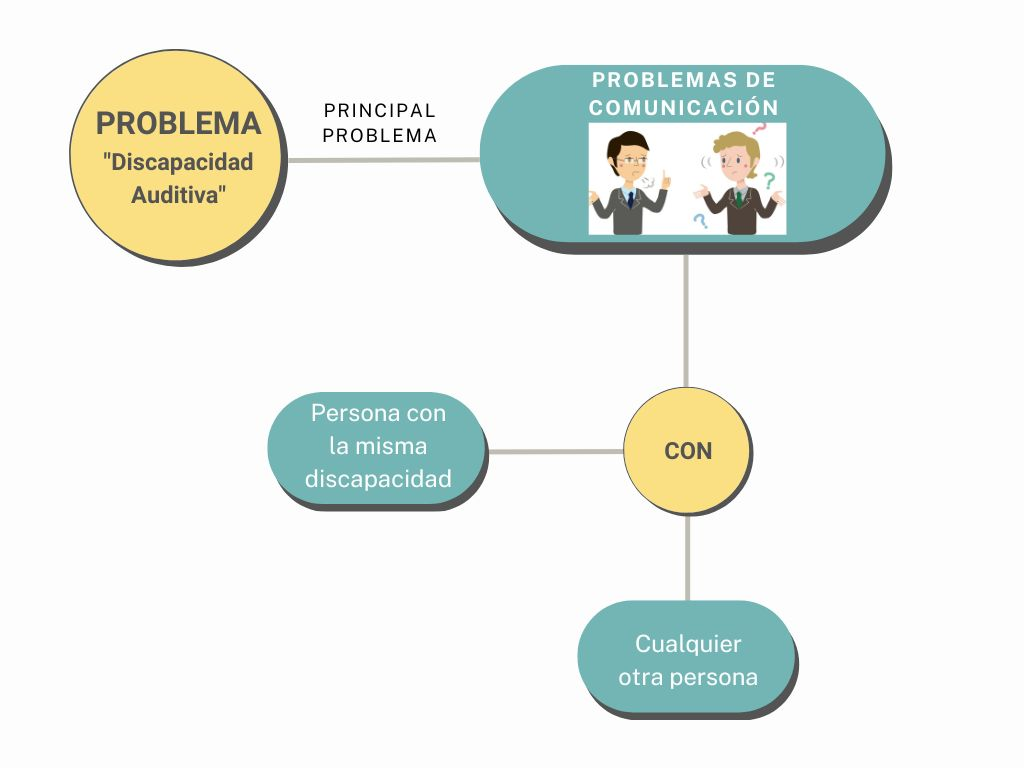 PROBLEMA
"Discapacidad
Auditiva"
PRINCIPAL
PROBLEMA
PROBLEMAS DE
COMUNICACIÓN
Persona con
la misma
discapacidad
CON
Cualquier
otra persona